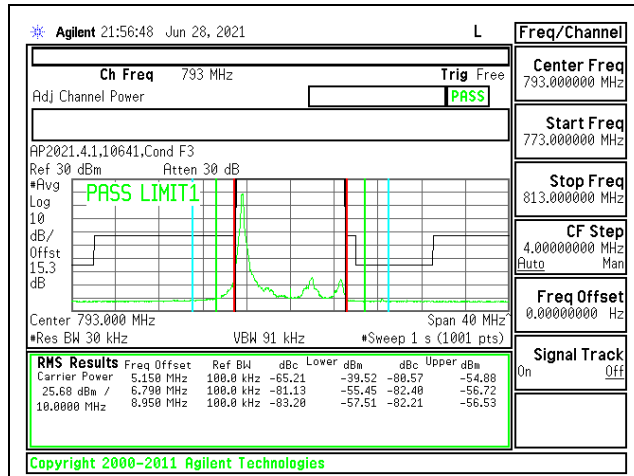 Agilent 21:56:48 Jun 28, 2021 L
Freq/Channel
Ch Freq 793 MHz Trig Free
Adj Channel Power PASS
AP2021.4.1,10641,Cond F3
Ref 30 dBm Atten 30 dB
#Avg
Log
10
dB/
Offst
15.3
dB
PASS LIMIT1
Center 793.000 MHz Span 40 MHz^
#Res BW 30 kHz VBW 91 kHz #Sweep 1 s (1001 pts)
RMS Results Freq Offset Ref BW dBc Lower dBm dBc Upper dBm
Carrier Power 5.150 MHz 100.0 kHz -65.21 -39.52 -80.57 -54.88
25.68 dBm / 6.790 MHz 100.0 kHz -81.13 -55.45 -82.40 -56.72
10.0000 MHz 8.950 MHz 100.0 kHz -83.20 -57.51 -82.21 -56.53
Center Freq
793.000000 MHz
Start Freq
773.000000 MHz
Stop Freq
813.000000 MHz
CF Step
4.00000000 MHz
Auto Man
Freq Offset
0.00000000 Hz
Signal Track
On Off
Copyright 2000-2011 Agilent Technologies